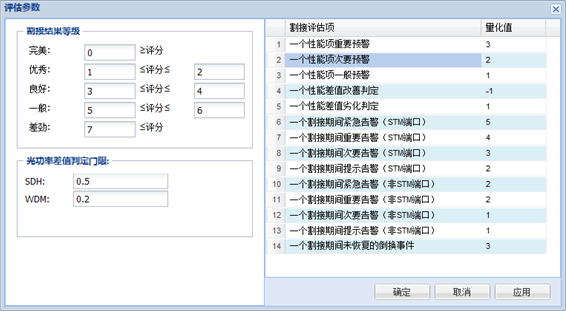 评估参数
割接结果等级
完美: 0 ≥评分
优秀: 1 ≤评分≤ 2
良好: 3 ≤评分≤ 4
一般: 5 ≤评分≤ 6
差劲: 7 ≤评分
光功率差值判定门限:
SDH: 0.5
WDM: 0.2
割接评估项 量化值
1 一个性能项重要预警 3
2 一个性能项次要预警 2
3 一个性能项一般预警 1
4 一个性能差值改善判定 -1
5 一个性能差值劣化判定 1
6 一个割接期间紧急告警（STM端口） 5
7 一个割接期间重要告警（STM端口） 4
8 一个割接期间次要告警（STM端口） 3
9 一个割接期间提示告警（STM端口） 2
10 一个割接期间紧急告警（非STM端口） 2
11 一个割接期间重要告警（非STM端口） 2
12 一个割接期间次要告警（非STM端口） 1
13 一个割接期间提示告警（非STM端口） 1
14 一个割接期间未恢复的倒换事件 3
确定 取消 应用